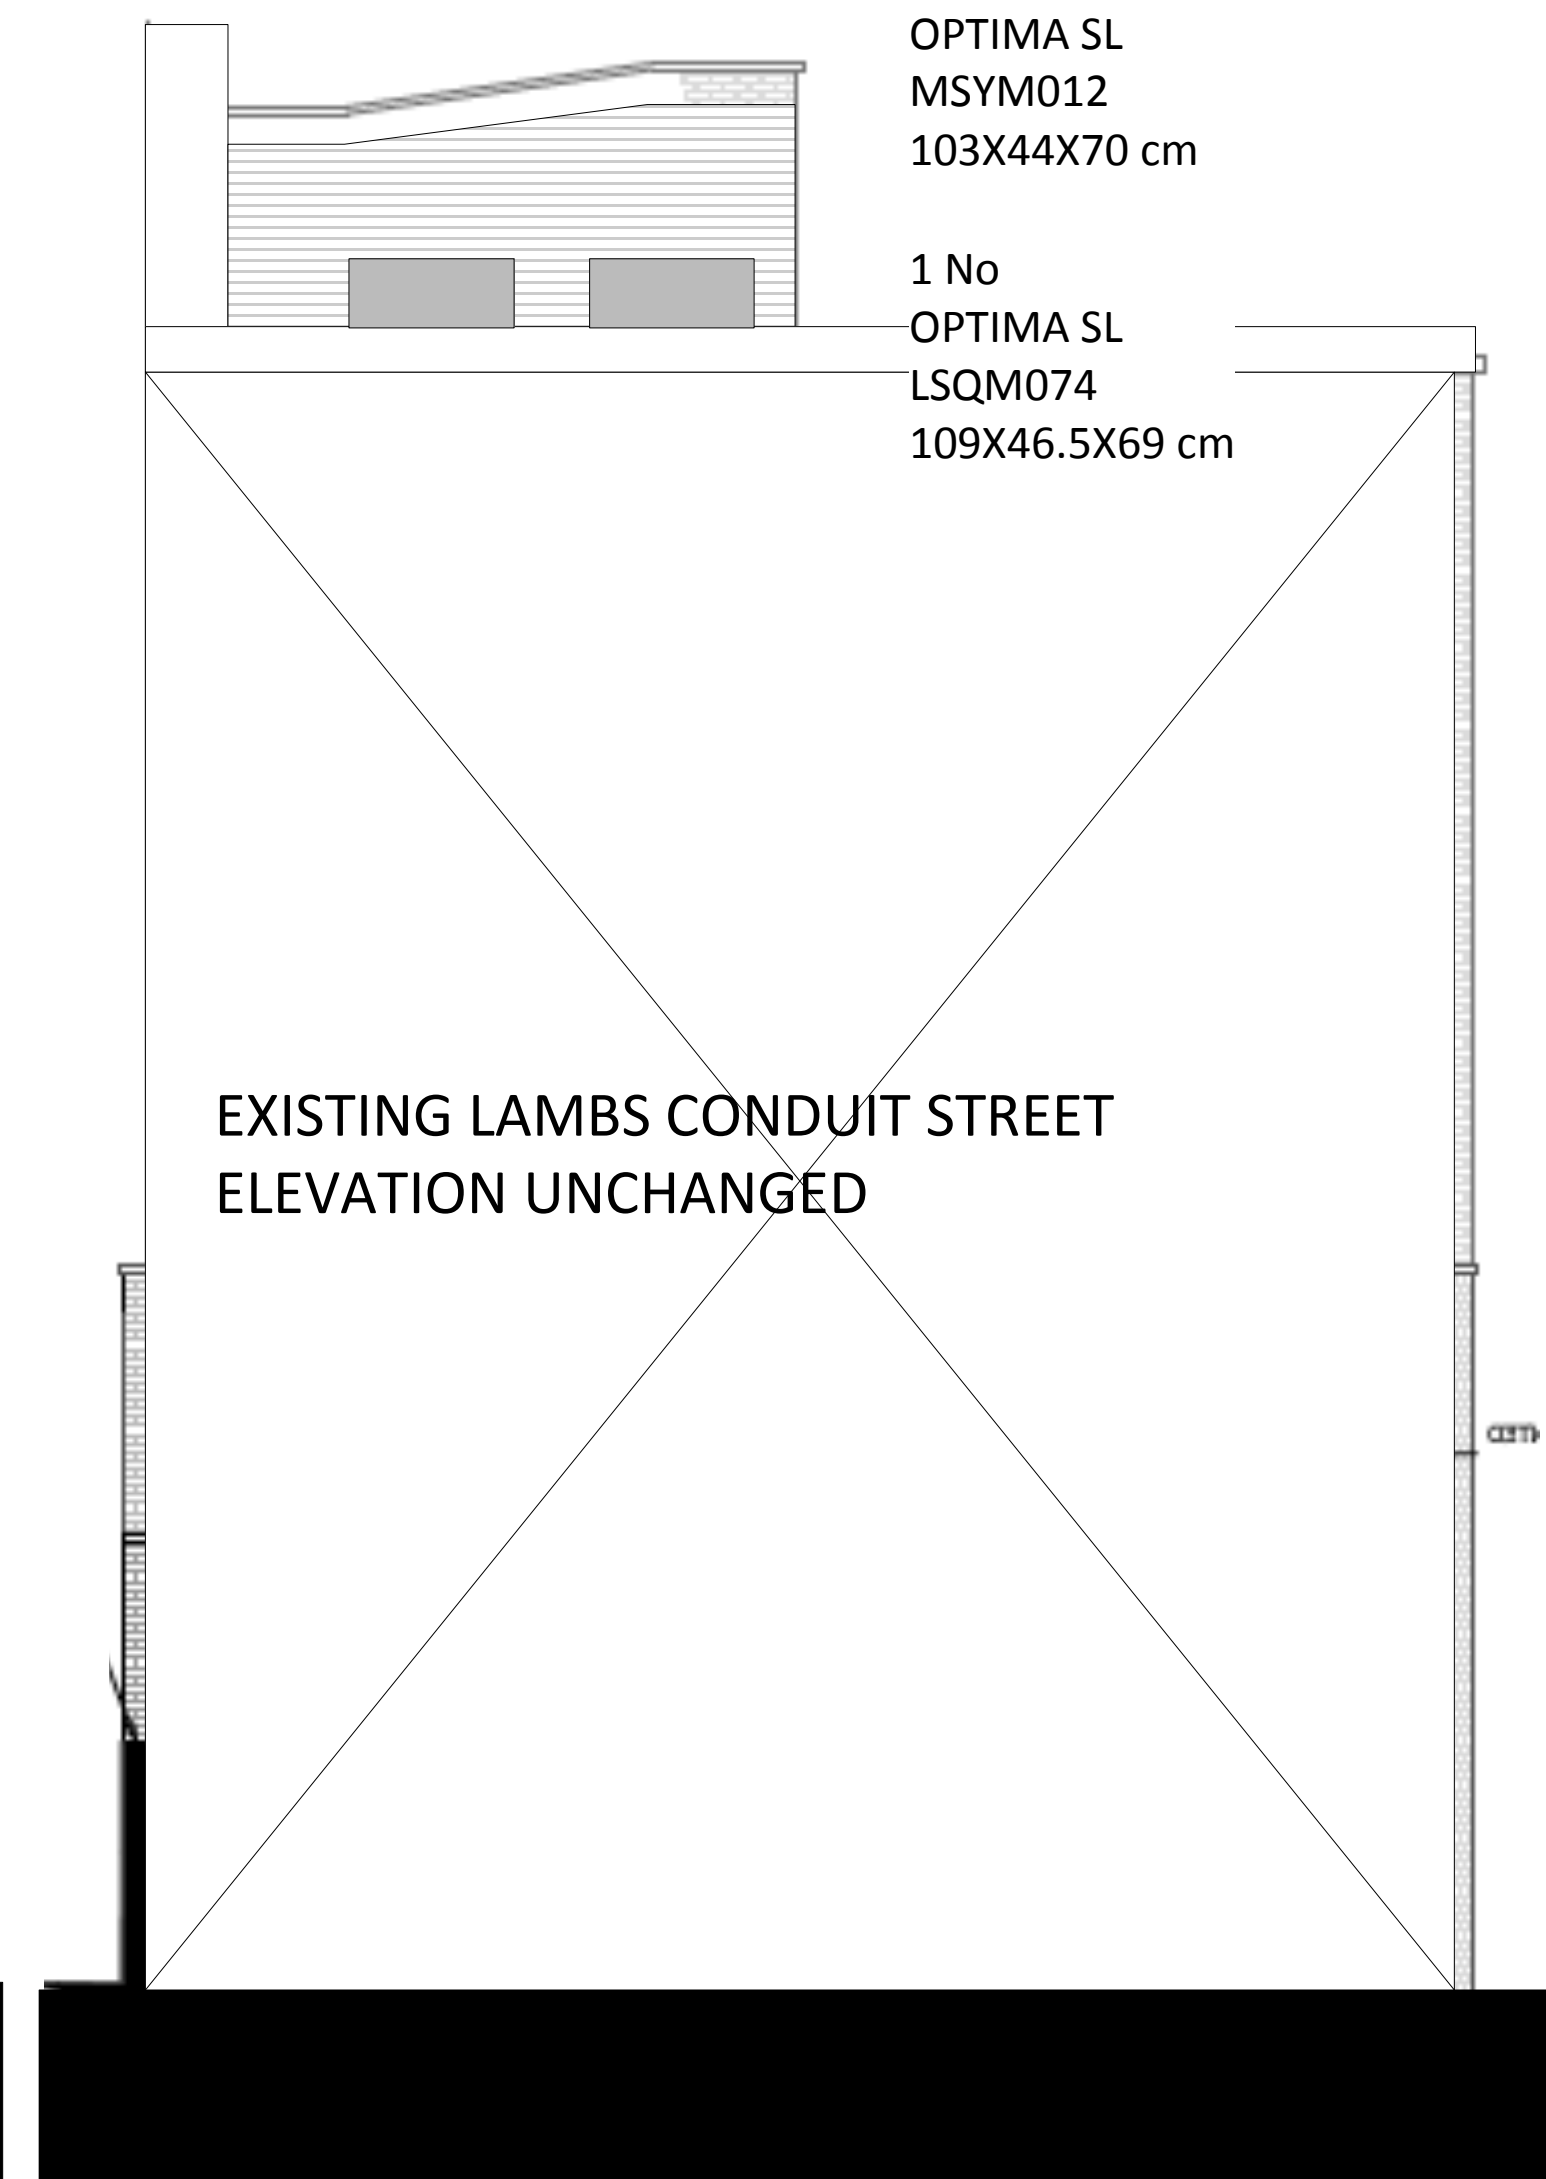 OPTIMA SL
MSYM012
103X44X70 cm
1 No
OPTIMA SL
LSQM074
109X46.5X69 cm
EXISTING LAMBS CONDUIT STREET
ELEVATION UNCHANGED